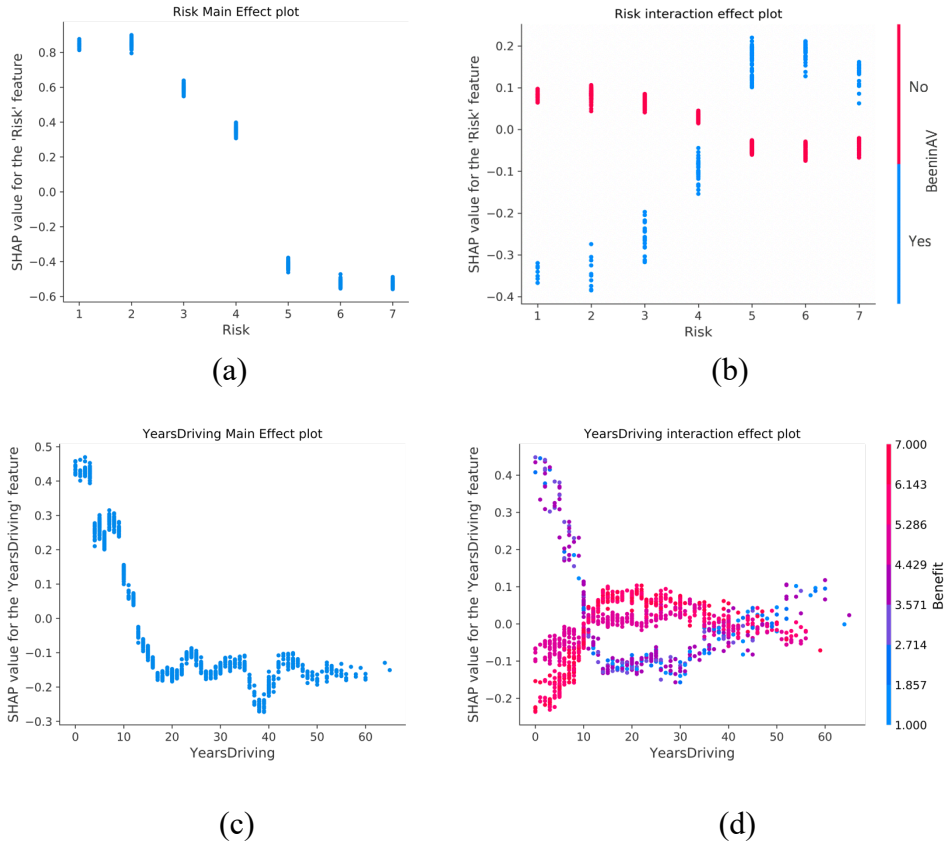 Risk Main Effect plot
SHAP value for the 'Risk' feature
0.8
0.6
0.4
0.2
0.0
−0.2
−0.4
−0.6
1 2 3 4 5 6 7
Risk
(a)
Risk interaction effect plot
SHAP value for the 'Risk' feature
0.2
0.1
0.0
−0.1
−0.2
−0.3
−0.4
1 2 3 4 5 6 7
Risk
No
Yes
BeeninAV
(b)
YearsDriving Main Effect plot
SHAP value for the 'YearsDriving' feature
0.5
0.4
0.3
0.2
0.1
0.0
−0.1
−0.2
−0.3
0 10 20 30 40 50 60
YearsDriving
(c)
YearsDriving interaction effect plot
SHAP value for the 'YearsDriving' feature
0.4
0.3
0.2
0.1
0.0
−0.1
−0.2
0 10 20 30 40 50 60
YearsDriving
7.000
6.143
5.286
4.429
3.571
2.714
1.857
1.000
Benefit
(d)